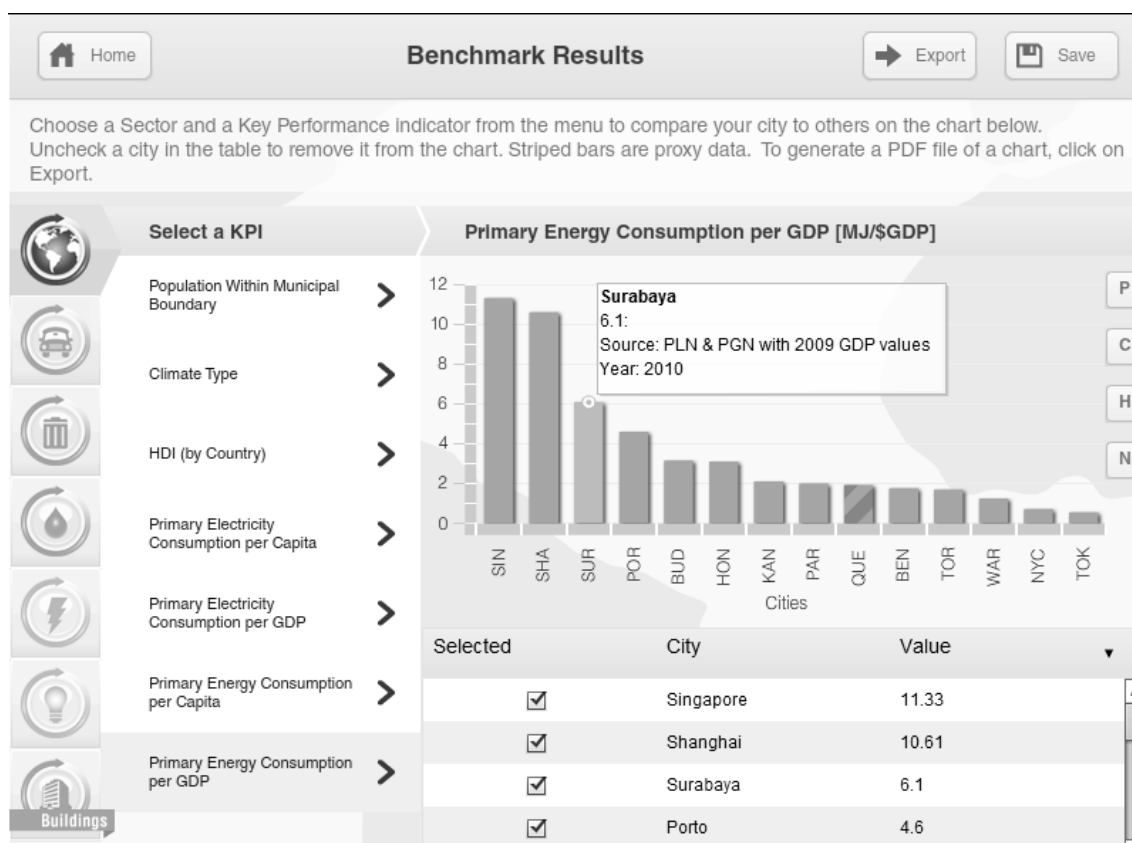 Home
Benchmark Results
Export
Save
Choose a Sector and a Key Performance indicator from the menu to compare your city to others on the chart below.
Uncheck a city in the table to remove it from the chart. Striped bars are proxy data. To generate a PDF file of a chart, click on
Export.
Select a KPI
Primary Energy Consumption per GDP [MJ/$GDP]
Population Within Municipal
Boundary
Climate Type
HDI (by Country)
Primary Electricity
Consumption per Capita
Primary Electricity
Consumption per GDP
Primary Energy Consumption
per Capita
Primary Energy Consumption
per GDP
Buildings
12
10
8
6
4
2
0
Surabaya
6.1:
Source: PLN & PGN with 2009 GDP values
Year: 2010
P
C
H
N
SIN
SHA
SUR
POR
BUD
HON
KAN
PAR
QUE
BEN
TOR
WAR
NYC
TOK
Cities
Selected City Value
Singapore 11.33
Shanghai 10.61
Surabaya 6.1
Porto 4.6